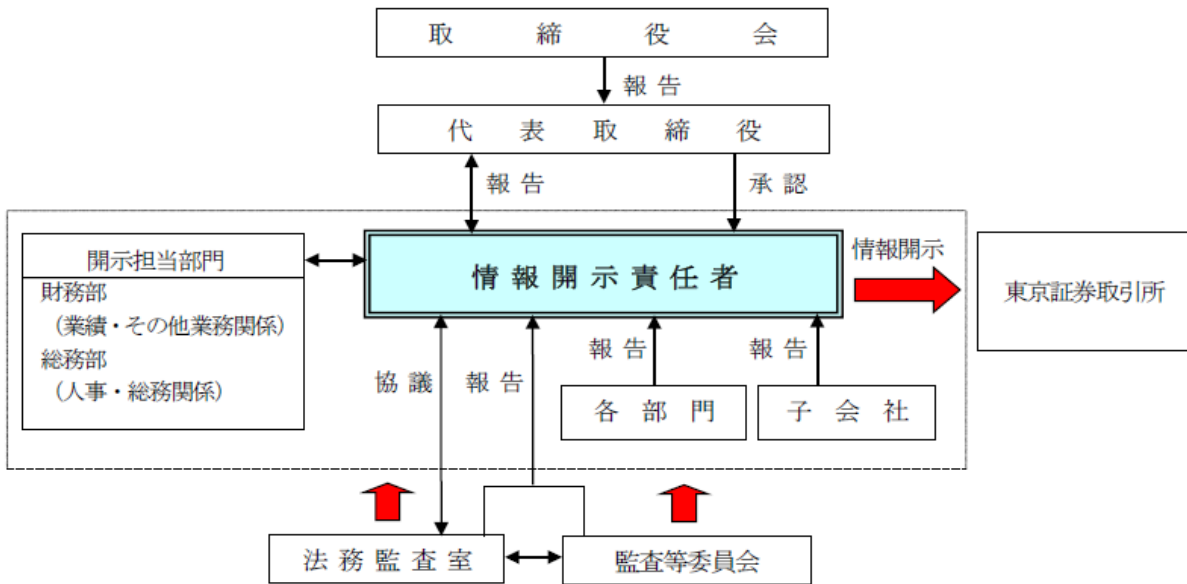 取締役会
報告
代表取締役
報告
承認
開示担当部門
財務部
（業績・その他業務関係）
総務部
（人事・総務関係）
情報開示責任者
情報開示
東京証券取引所
協議
報告
報告
報告
各部門
子会社
法務監査室
監査等委員会